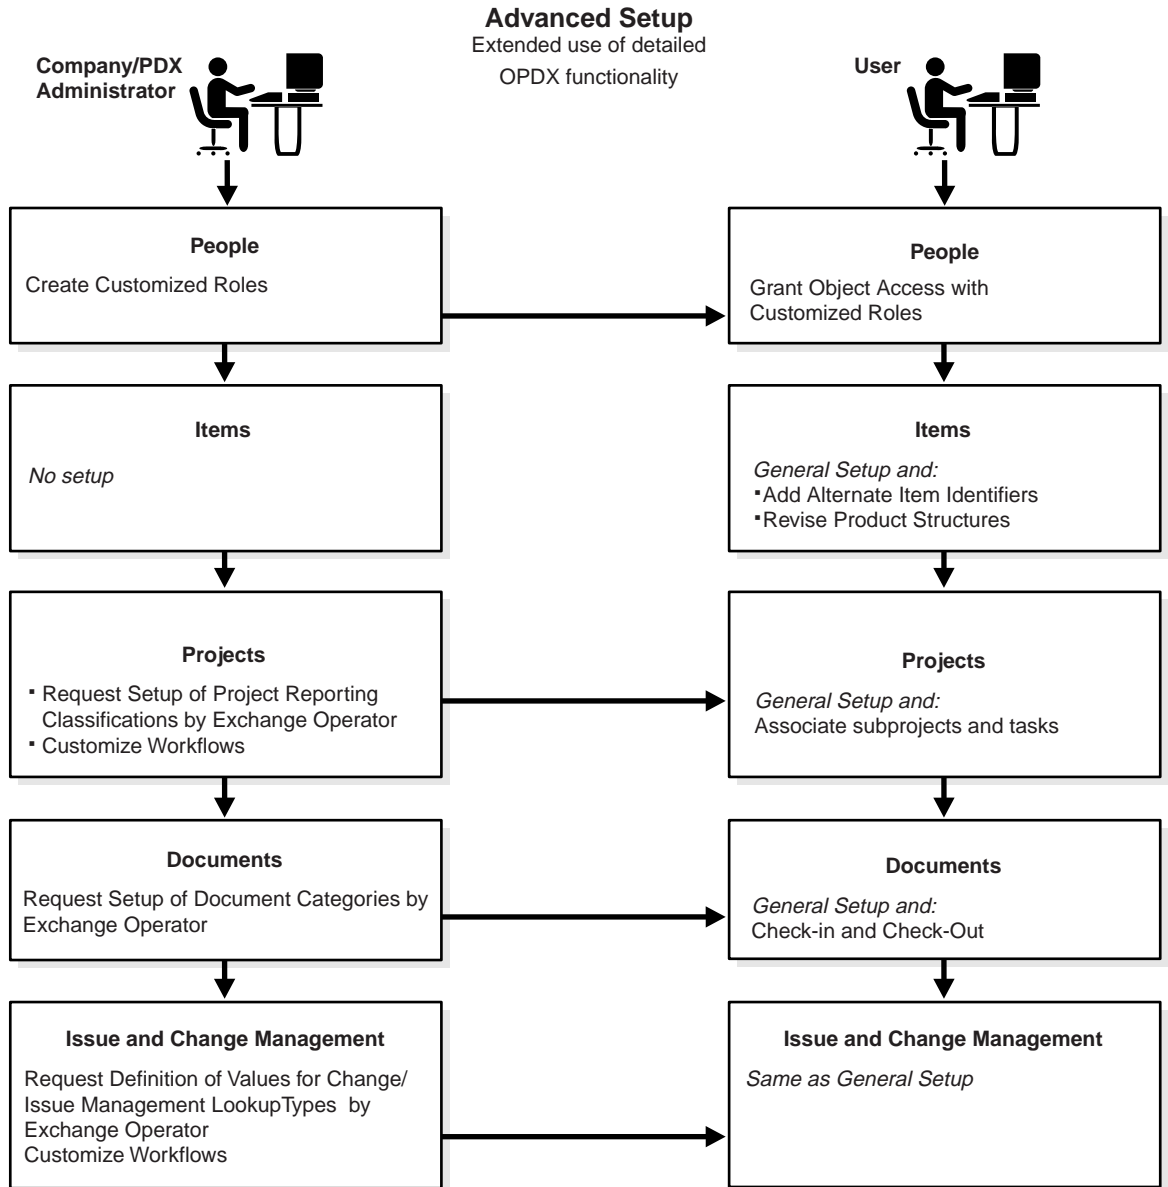 Advanced Setup
Extended use of detailed
OPDX functionality
Company/PDX
Administrator
User
People
Create Customized Roles
People
Grant Object Access with
Customized Roles
Items
No setup
Items
General Setup and:
▪Add Alternate Item Identifiers
▪Revise Product Structures
Projects
▪ Request Setup of Project Reporting
Classifications by Exchange Operator
▪ Customize Workflows
Projects
General Setup and:
Associate subprojects and tasks
Documents
Request Setup of Document Categories by
Exchange Operator
Documents
General Setup and:
Check-in and Check-Out
Issue and Change Management
Request Definition of Values for Change/
Issue Management LookupTypes by
Exchange Operator
Customize Workflows
Issue and Change Management
Same as General Setup